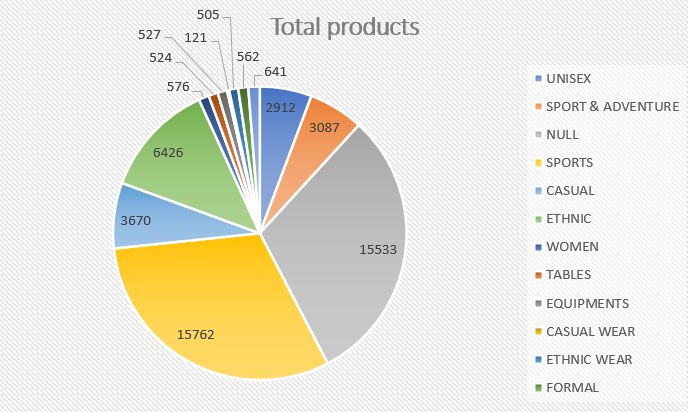 Total products
505
527
121
524
562
576
641
2912
3087
6426
3670
15533
15762
UNISEX
SPORT & ADVENTURE
NULL
SPORTS
CASUAL
ETHNIC
WOMEN
TABLES
EQUIPMENTS
CASUAL WEAR
ETHNIC WEAR
FORMAL